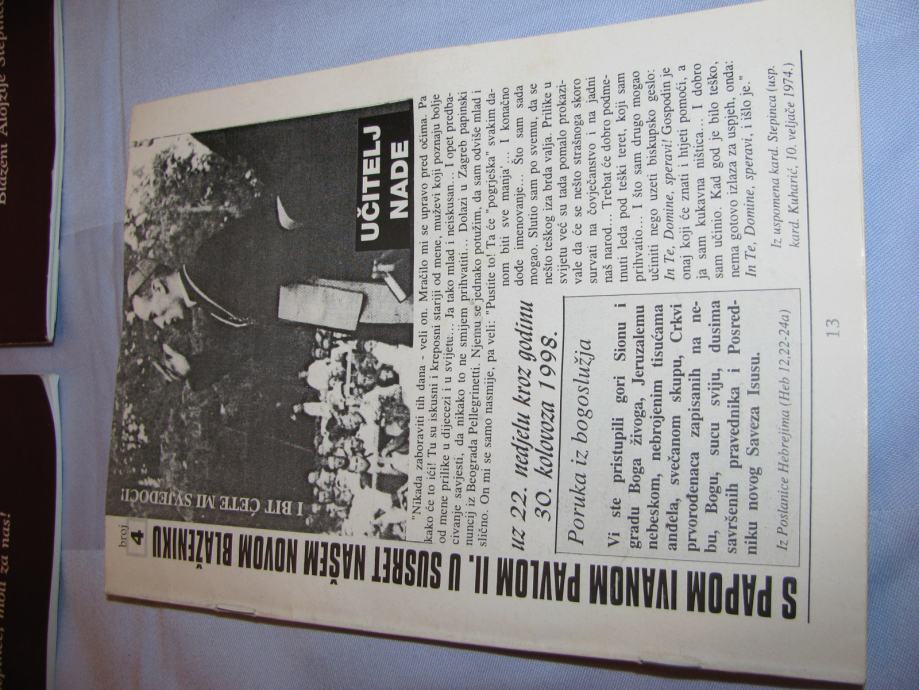 Blaženi Alojzije Stepinec
moli za nas!
broj
4
S PAPOM IVANOM PAVLOM II. U SUSRET NAŠEM NOVOM BLAŽENIKU
I BIT ĆETE MI SVJEDOCI!
UČITELJ
NADE
"Nikada zaboraviti tih dana - veli on. Mračilo mi se upravo pred očima. Pa
kako će to ići! Tu su iskusni i kreposni stariji od mene, muževi koji poznaju bolje
od mene prilike u dijecezi i u svijetu... Ja tako mlad i neiskusan... I opet predba-
civanje savjesti, da nikako to ne smijem prihvatiti... Dolazi u Zagreb papinski
nuncij iz Beograda Pellegrinetti. Njemu se jednako potužim, da sam odviše mlad i
slično. On mi se samo nasmije, pa veli: "Pustite to! Ta će "pogrješka" svakim da-
nom biti sve manja'... I konačno
dođe imenovanje... Što sam sada
mogao. Slutio sam po svemu, da se
nešto teškog iza brda valja. Prilike u
svijetu već su tada pomalo prokazi-
vale da će se nešto strašnoga skoro
survati na čovječanstvo i na jadni
naš narod... Trebat će dobro podme-
tnuti leđa pod teški teret, koji sam
prihvatio... I što sam drugo mogao
učiniti nego uzeti biskupsko geslo:
In Te, Domine, speravi! Gospodin je
onaj koji će znati i htjeti pomoći, a
ja sam kukavna ništica... I dobro
sam učinio. Kad god je bilo teško,
nema gotovo izlaza za uspjeh, onda:
In Te, Domine, speravi, i išlo je."
Iz uspomena kard. Stepinca (usp.
kard. Kuharić, 10. veljače 1974.)
uz 22. nedjelju kroz godinu
30. kolovoza 1998.
Poruka iz bogoslužja
Vi ste pristupili gori Sionu i
gradu Boga živoga, Jeruzalemu
nebeskom, nebrojenim tisućama
anđela, svečanom skupu, Crkvi
prvorođenaca zapisanih na ne-
bu, Bogu, sucu sviju, dusima
savršenih pravednika i Posred-
niku novog Saveza Isusu.
Iz Poslanice Hebrejima (Heb 12,22-24a)
13